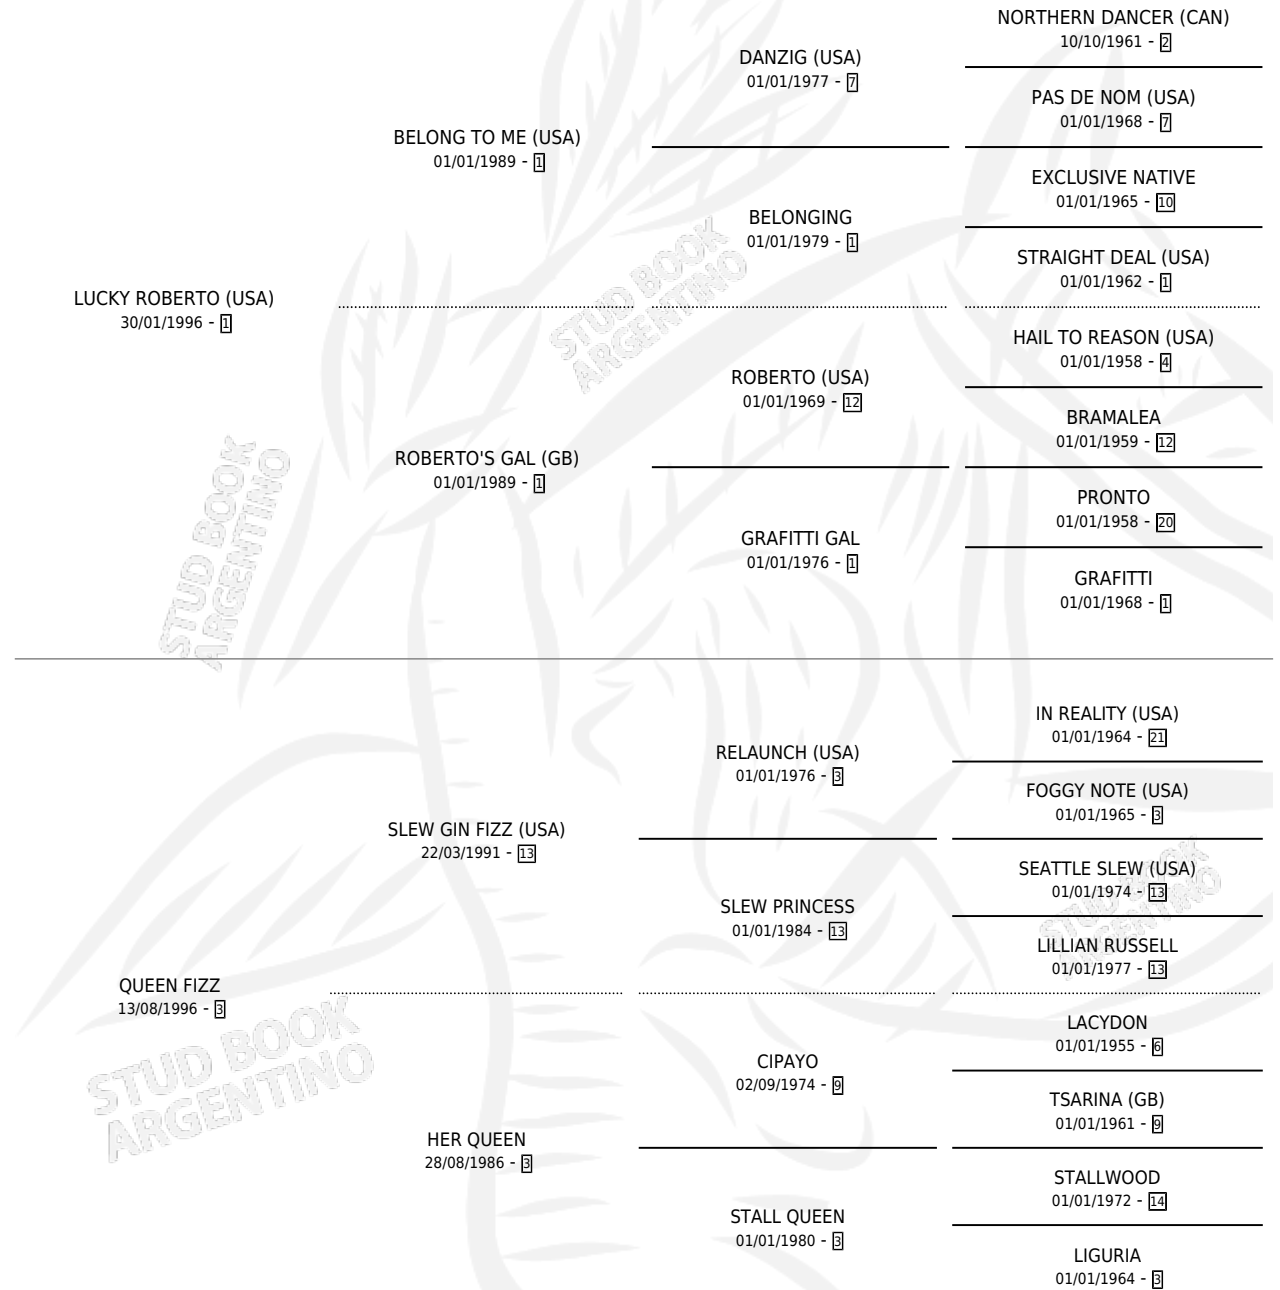 NORTHERN DANCER (CAN)
10/10/1961 - 2
DANZIG (USA)
01/01/1977 - 7
PAS DE NOM (USA)
01/01/1968 - 7
BELONG TO ME (USA)
01/01/1989 - 1
EXCLUSIVE NATIVE
01/01/1965 - 10
BELONGING
01/01/1979 - 1
STRAIGHT DEAL (USA)
01/01/1962 - 1
LUCKY ROBERTO (USA)
30/01/1996 - 1
HAIL TO REASON (USA)
01/01/1958 - 4
ROBERTO (USA)
01/01/1969 - 12
BRAMALEA
01/01/1959 - 12
ROBERTO'S GAL (GB)
01/01/1989 - 1
PRONTO
01/01/1958 - 20
GRAFITTI GAL
01/01/1976 - 1
GRAFITTI
01/01/1968 - 1
STUD BOOK
ARGENTINO
STUD BOOK
ARGENTINO
IN REALITY (USA)
01/01/1964 - 21
RELAUNCH (USA)
01/01/1976 - 3
FOGGY NOTE (USA)
01/01/1965 - 3
SLEW GIN FIZZ (USA)
22/03/1991 - 13
SEATTLE SLEW (USA)
01/01/1974 - 13
SLEW PRINCESS
01/01/1984 - 13
LILLIAN RUSSELL
01/01/1977 - 13
QUEEN FIZZ
13/08/1996 - 3
LACYDON
01/01/1955 - 6
CIPAYO
02/09/1974 - 9
TSARINA (GB)
01/01/1961 - 9
HER QUEEN
28/08/1986 - 3
STALLWOOD
01/01/1972 - 14
STALL QUEEN
01/01/1980 - 3
LIGURIA
01/01/1964 - 3
STUD BOOK
ARGENTINO
STUD BOOK
ARGENTINO